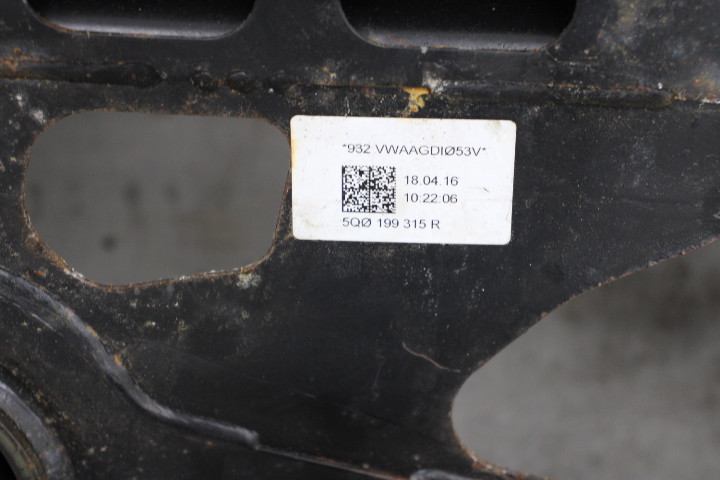 *932 VWAAGDIØ53V*
18.04.16
10:22:06
5QØ 199 315 R